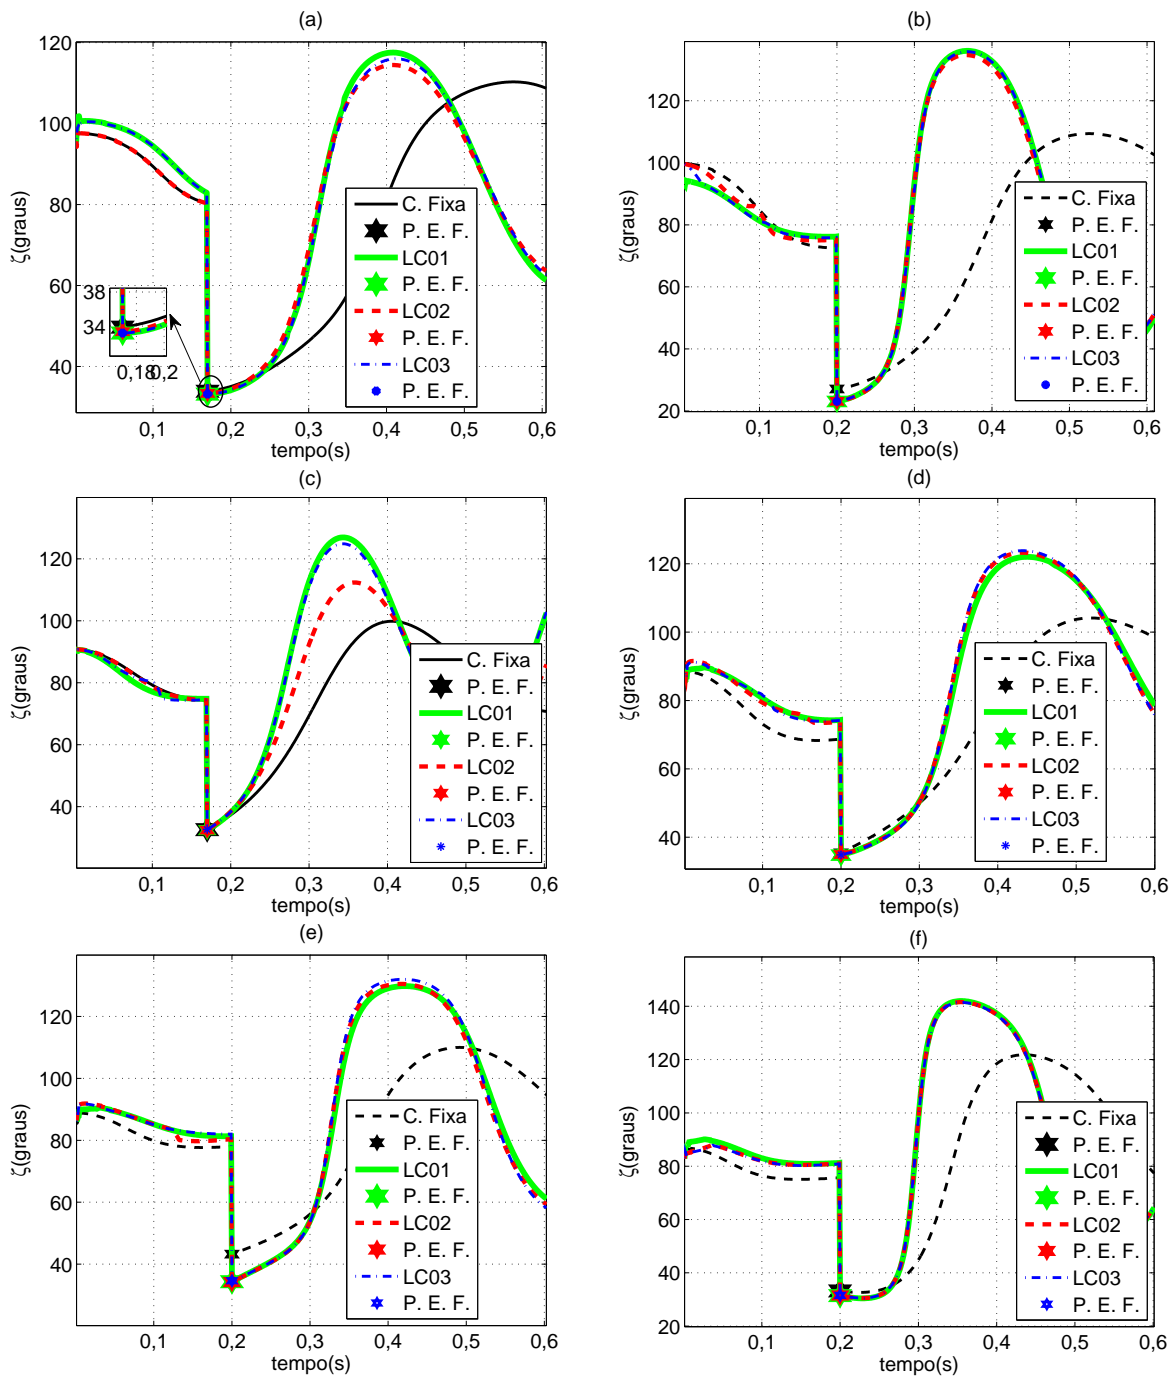 (a)
120
100
80
60
40
ζ(graus)
38
34
0,18
0,2
C. Fixa
P. E. F.
LC01
P. E. F.
LC02
P. E. F.
LC03
P. E. F.
0,1
0,2
0,3
0,4
0,5
0,6
tempo(s)
(b)
120
100
80
60
40
20
ζ(graus)
C. Fixa
P. E. F.
LC01
P. E. F.
LC02
P. E. F.
LC03
P. E. F.
0,1
0,2
0,3
0,4
0,5
0,6
tempo(s)
(c)
120
100
80
60
40
ζ(graus)
C. Fixa
P. E. F.
LC01
P. E. F.
LC02
P. E. F.
LC03
P. E. F.
0,1
0,2
0,3
0,4
0,5
0,6
tempo(s)
(d)
120
100
80
60
40
ζ(graus)
C. Fixa
P. E. F.
LC01
P. E. F.
LC02
P. E. F.
LC03
P. E. F.
0,1
0,2
0,3
0,4
0,5
0,6
tempo(s)
(e)
120
100
80
60
40
ζ(graus)
C. Fixa
P. E. F.
LC01
P. E. F.
LC02
P. E. F.
LC03
P. E. F.
0,1
0,2
0,3
0,4
0,5
0,6
tempo(s)
(f)
140
120
100
80
60
40
20
ζ(graus)
C. Fixa
P. E. F.
LC01
P. E. F.
LC02
P. E. F.
LC03
P. E. F.
0,1
0,2
0,3
0,4
0,5
0,6
tempo(s)